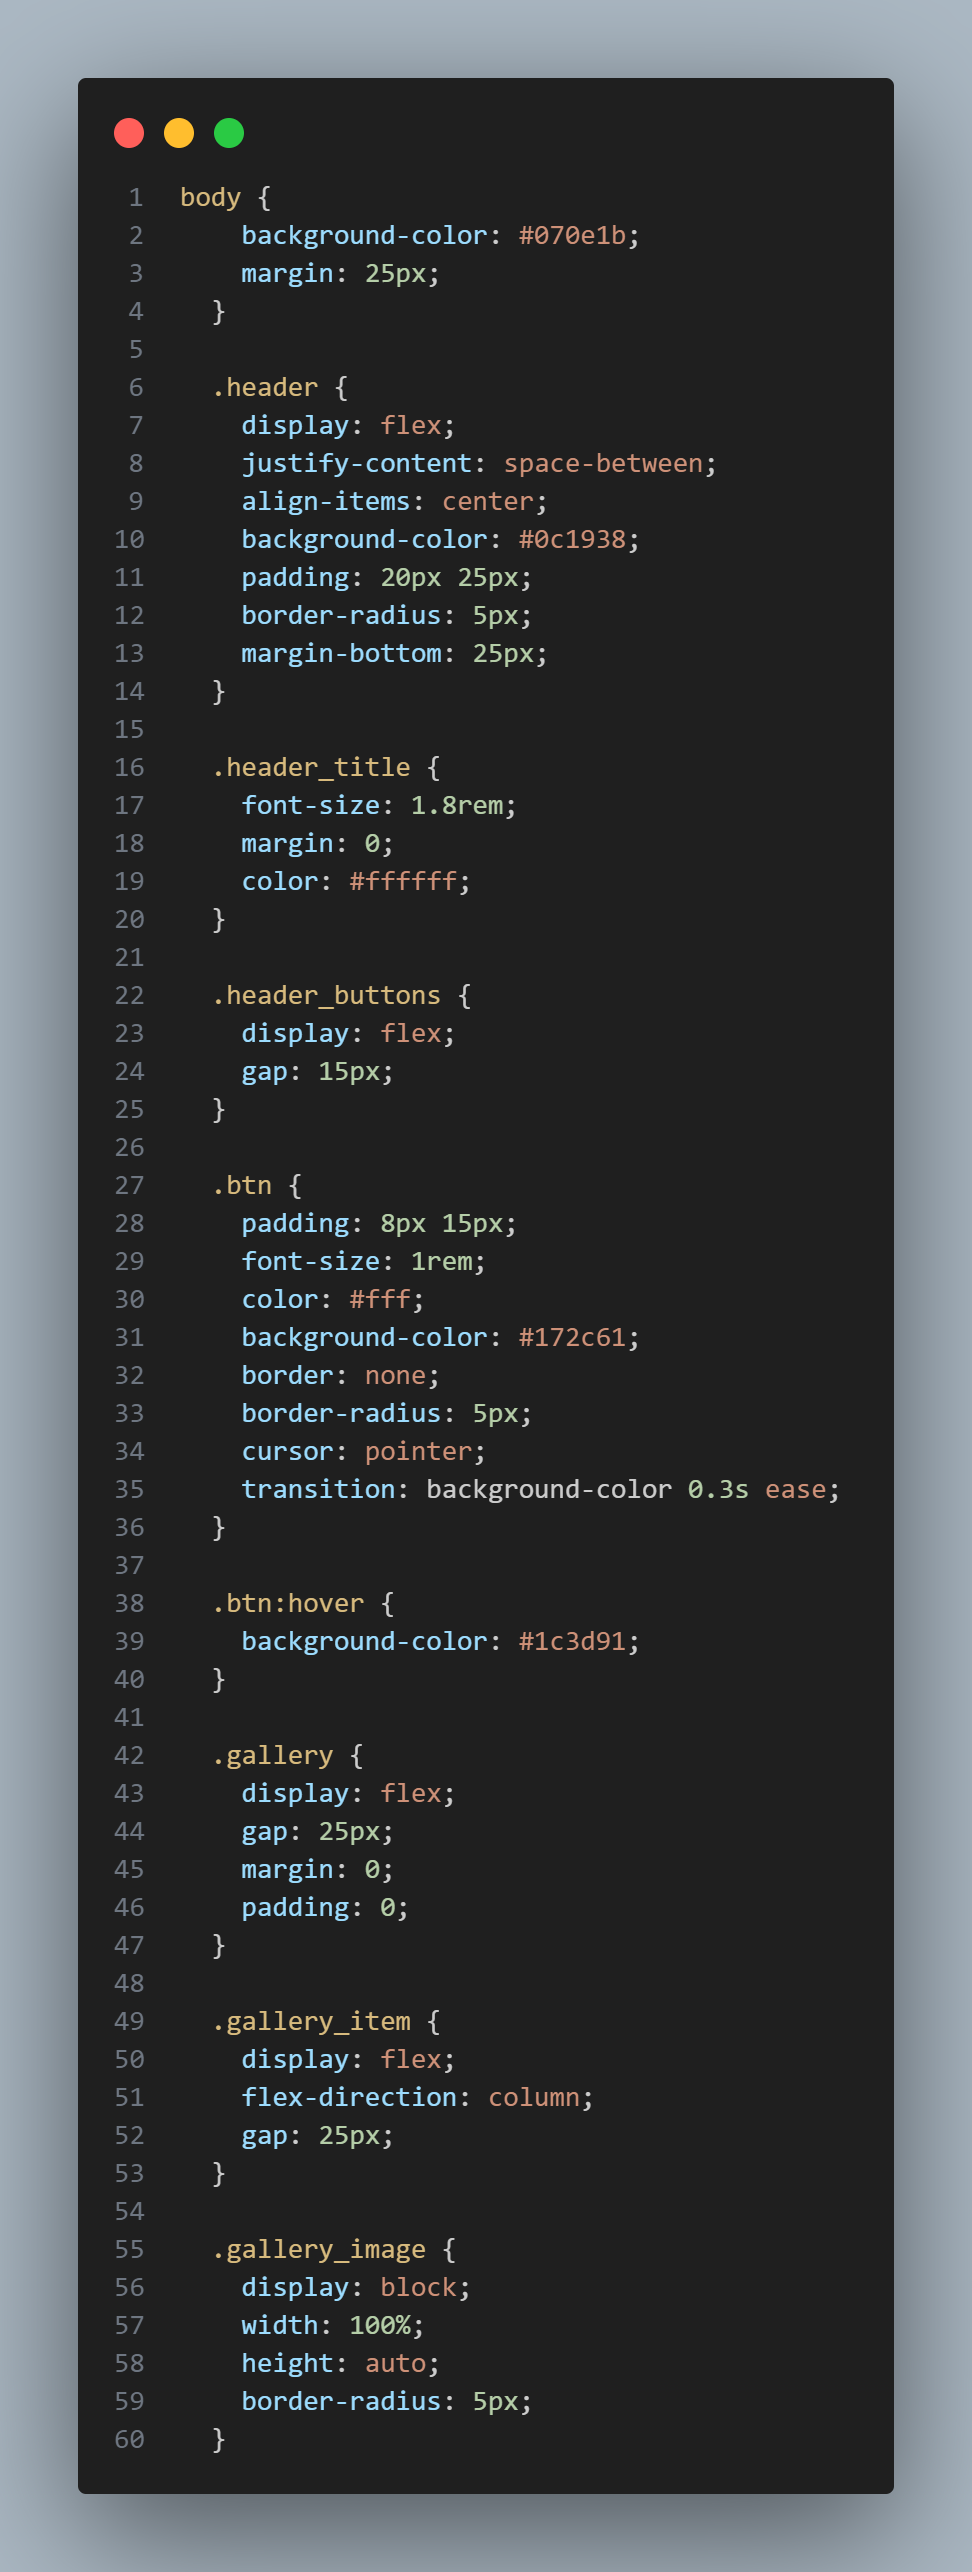 1 body {
2 background-color: #070e1b;
3 margin: 25px;
4 }
5
6 .header {
7 display: flex;
8 justify-content: space-between;
9 align-items: center;
10 background-color: #0c1938;
11 padding: 20px 25px;
12 border-radius: 5px;
13 margin-bottom: 25px;
14 }
15
16 .header_title {
17 font-size: 1.8rem;
18 margin: 0;
19 color: #ffffff;
20 }
21
22 .header_buttons {
23 display: flex;
24 gap: 15px;
25 }
26
27 .btn {
28 padding: 8px 15px;
29 font-size: 1rem;
30 color: #fff;
31 background-color: #172c61;
32 border: none;
33 border-radius: 5px;
34 cursor: pointer;
35 transition: background-color 0.3s ease;
36 }
37
38 .btn:hover {
39 background-color: #1c3d91;
40 }
41
42 .gallery {
43 display: flex;
44 gap: 25px;
45 margin: 0;
46 padding: 0;
47 }
48
49 .gallery_item {
50 display: flex;
51 flex-direction: column;
52 gap: 25px;
53 }
54
55 .gallery_image {
56 display: block;
57 width: 100%;
58 height: auto;
59 border-radius: 5px;
60 }